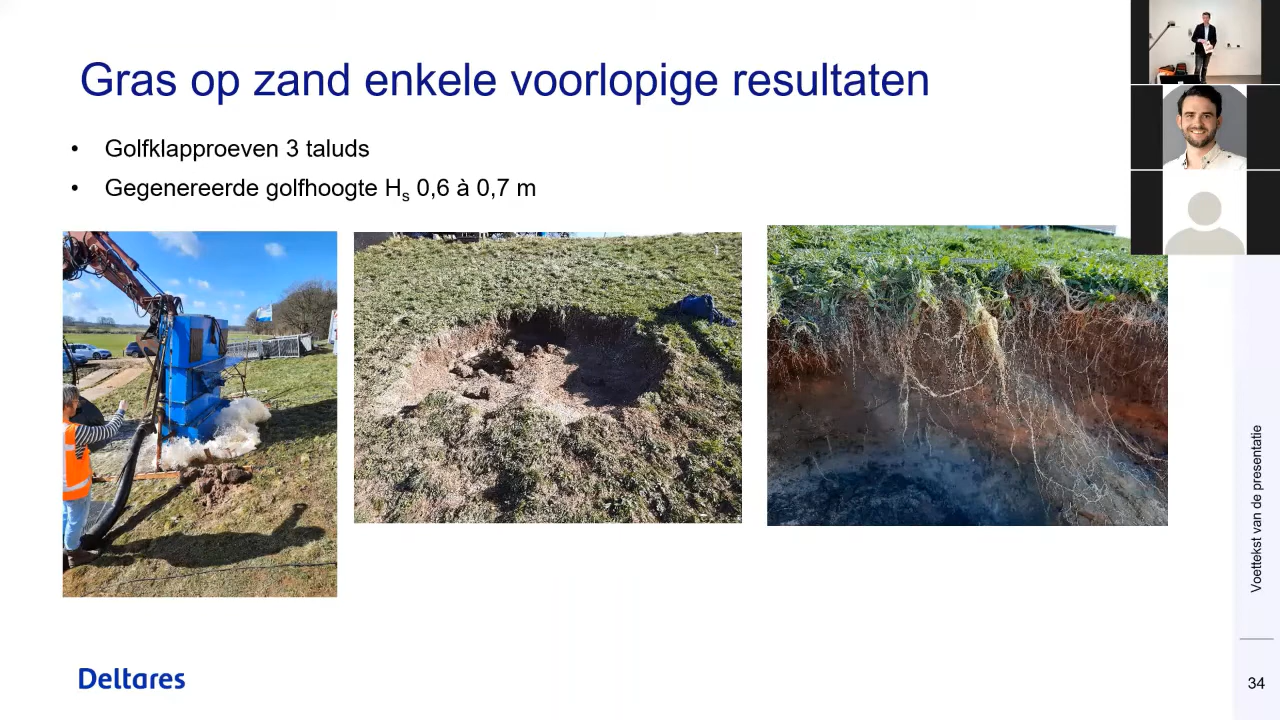 Gras op zand enkele voorlopige resultaten
• Golfklapproeven 3 taluds
• Gegenereerde golfhoogte Hs 0,6 à 0,7 m
Voettekst van de presentatie
Deltares
34